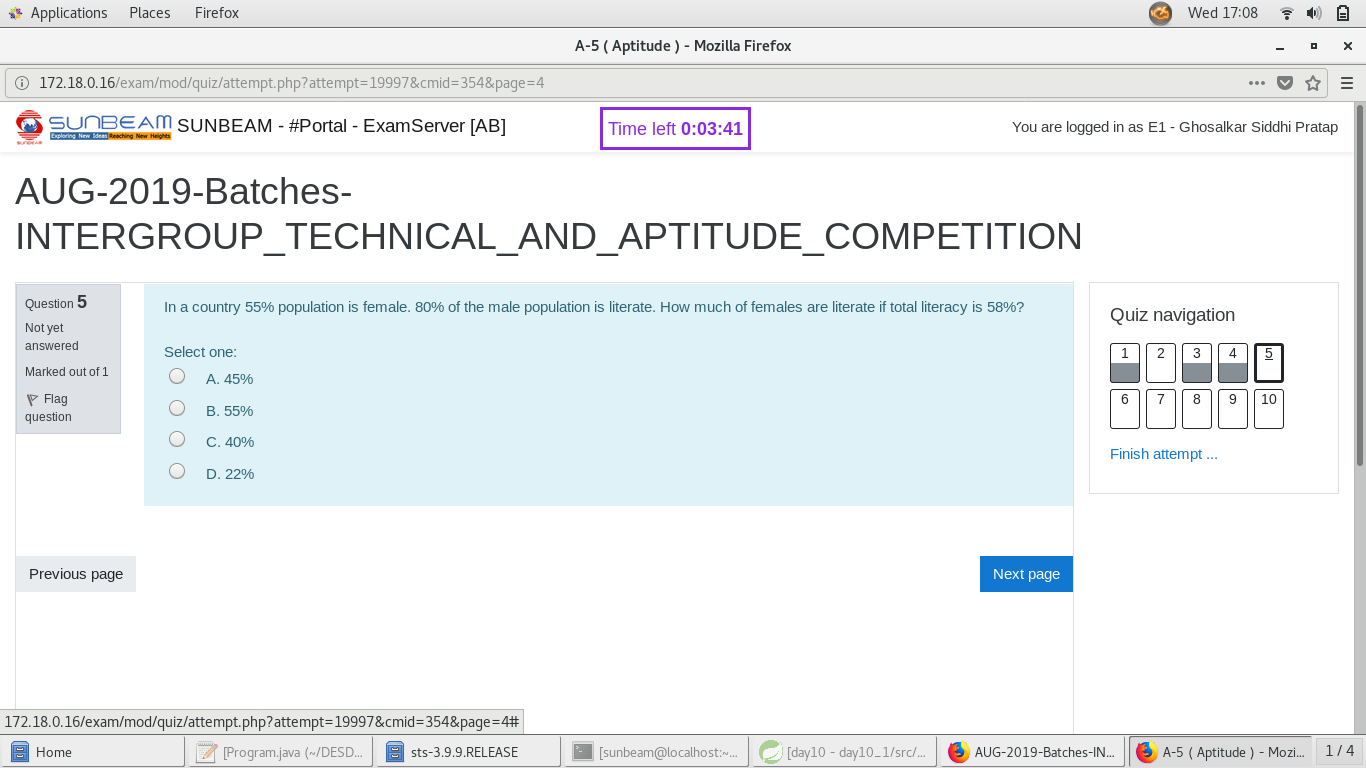 Applications Places Firefox Wed 17:08
A-5 ( Aptitude ) - Mozilla Firefox
172.18.0.16/exam/mod/quiz/attempt.php?attempt=19997&cmid=354&page=4
SUNBEAM Exploring New Ideas Reaching New Heights SUNBEAM - #Portal - ExamServer [AB] Time left 0:03:41 You are logged in as E1 - Ghosalkar Siddhi Pratap
SUNBEAM
AUG-2019-Batches-
INTERGROUP_TECHNICAL_AND_APTITUDE_COMPETITION
Question 5
Not yet
answered
Marked out of 1
Flag
question
In a country 55% population is female. 80% of the male population is literate. How much of females are literate if total literacy is 58%?
Select one:
A. 45%
B. 55%
C. 40%
D. 22%
Previous page Next page
Quiz navigation
1 2 3 4 5
6 7 8 9 10
Finish attempt ...
172.18.0.16/exam/mod/quiz/attempt.php?attempt=19997&cmid=354&page=4#
Home [Program.java (~/DESD... sts-3.9.9.RELEASE [sunbeam@localhost:~... [day10 - day10_1/src/... AUG-2019-Batches-IN... A-5 ( Aptitude ) - Mozi... 1 / 4